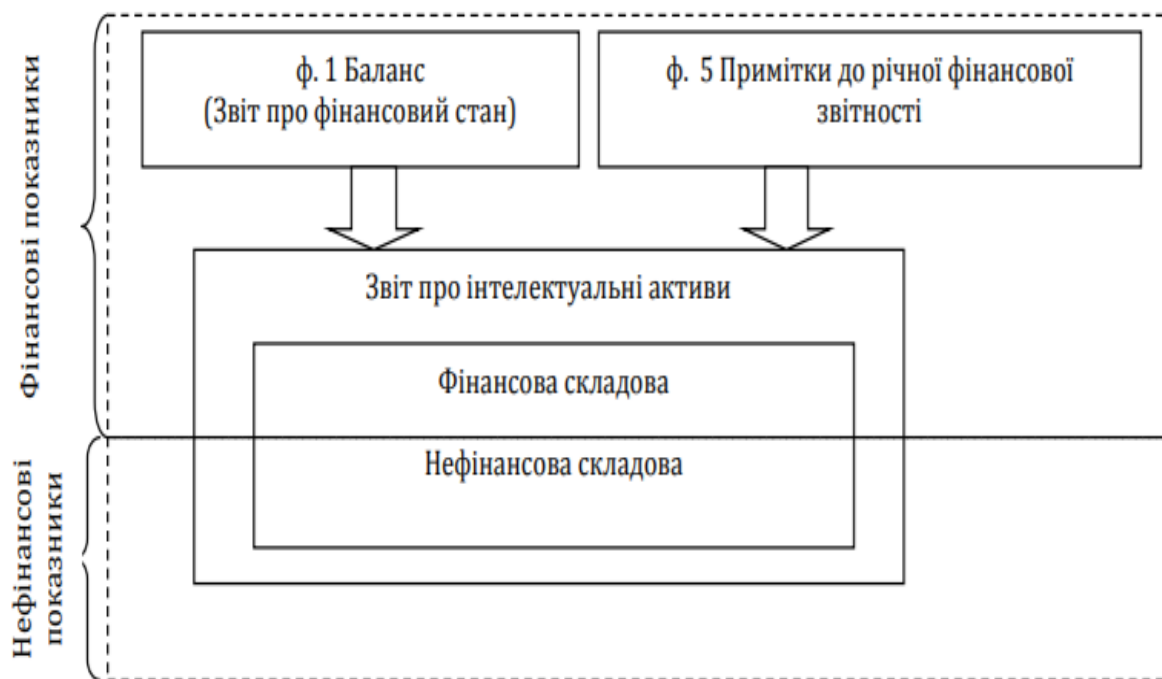 ф. 1 Баланс
(Звіт про фінансовий стан)
ф. 5 Примітки до річної фінансової
звітності
Фінансові показники
Звіт про інтелектуальні активи
Фінансова складова
Нефінансова складова
Нефінансові
показники